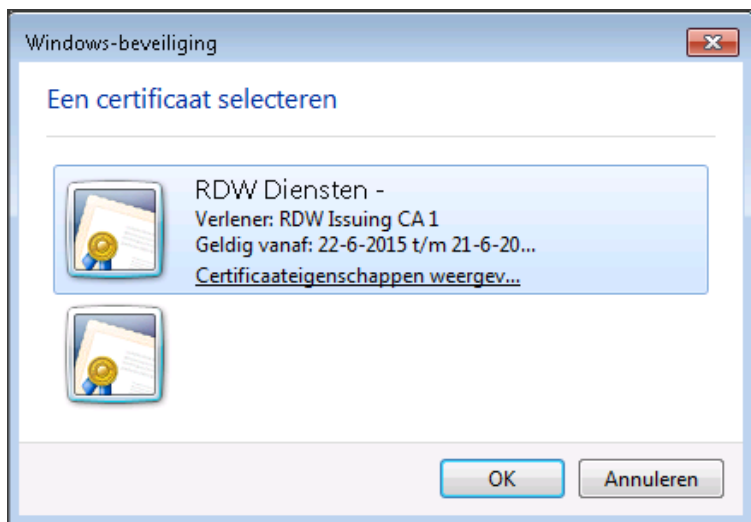 Windows-beveiliging
Een certificaat selecteren
RDW Diensten -
Verlener: RDW Issuing CA 1
Geldig vanaf: 22-6-2015 t/m 21-6-20...
Certificaateigenschappen weergev...
OK
Annuleren